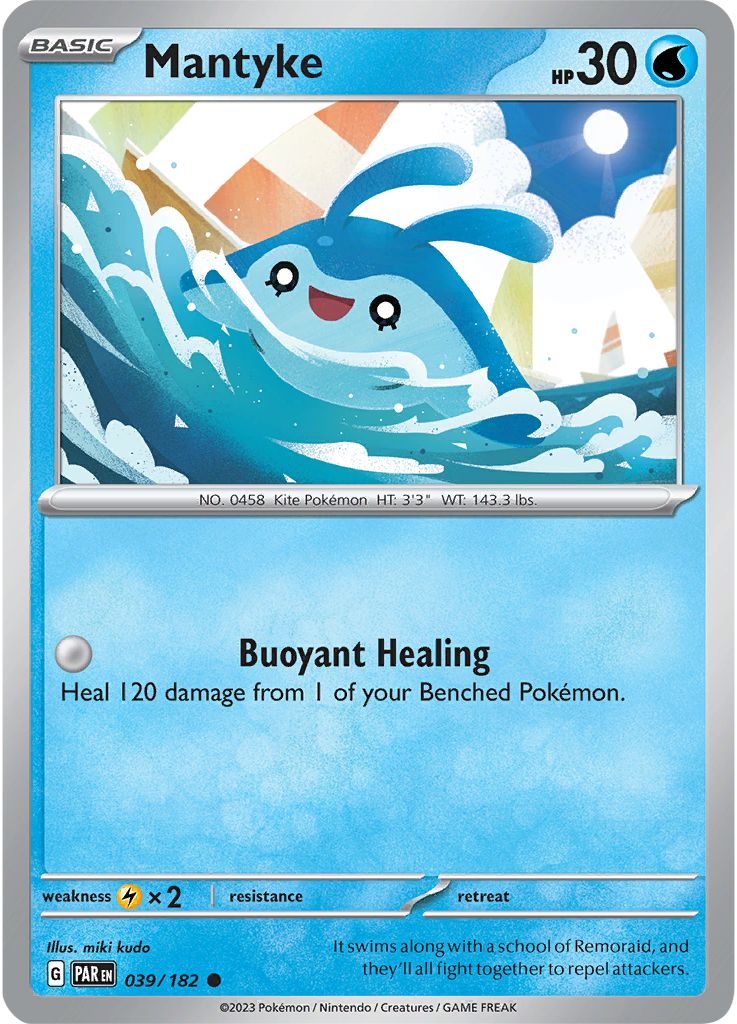 BASIC
Mantyke
HP 30
NO. 0458 Kite Pokémon HT: 3'3" WT: 143.3 lbs.
Buoyant Healing
Heal 120 damage from 1 of your Benched Pokémon.
weakness ×2 resistance retreat
Illus. miki kudo
It swims along with a school of Remoraid, and
they'll all fight together to repel attackers.
G PAR EN 039/182
©2023 Pokémon / Nintendo / Creatures / GAME FREAK